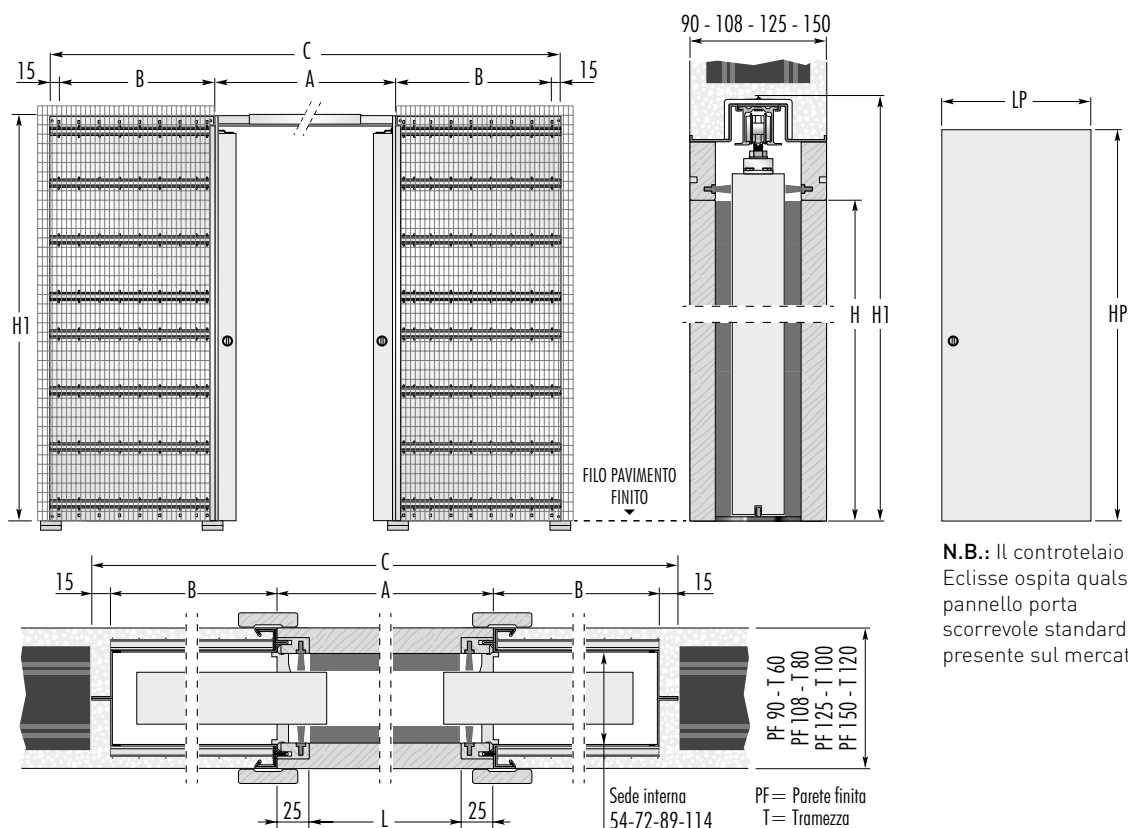 C
15
B
A
B
15
H1
90 - 108 - 125 - 150
H
H1
LP
HP
FILO PAVIMENTO
FINITO
N.B.: Il controtelaio
Eclisse ospita quals
pannello porta
scorrevole standard
presente sul mercat
C
15
B
A
B
15
PF 90 - T 60
PF 108 - T 80
PF 125 - T 100
PF 150 - T 120
25
L
25
Sede interna
54-72-89-114
PF = Parete finita
T = Tramezza